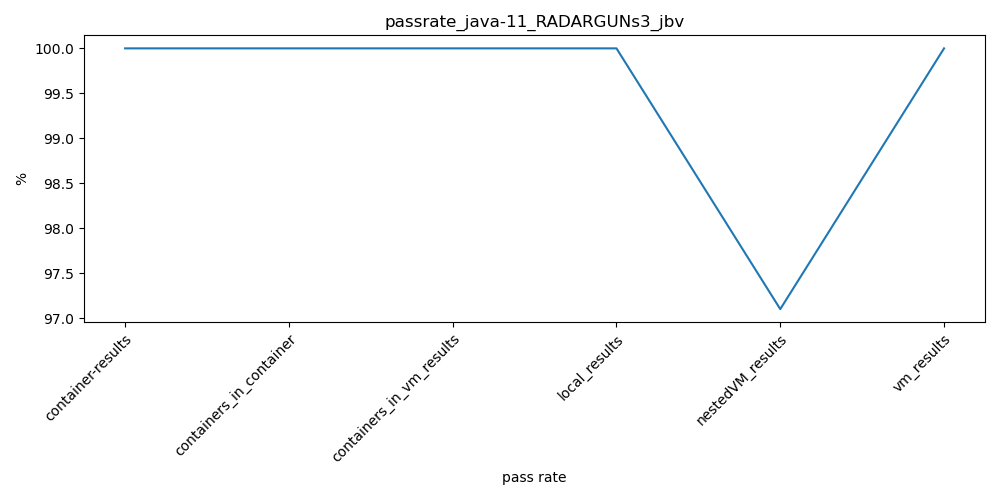 passrate_java-11_RADARGUNs3_jbv
100.0
99.5
99.0
98.5
98.0
97.5
97.0
%
container-results
containers_in_container
containers_in_vm_results
local_results
nestedVM_results
vm_results
pass rate